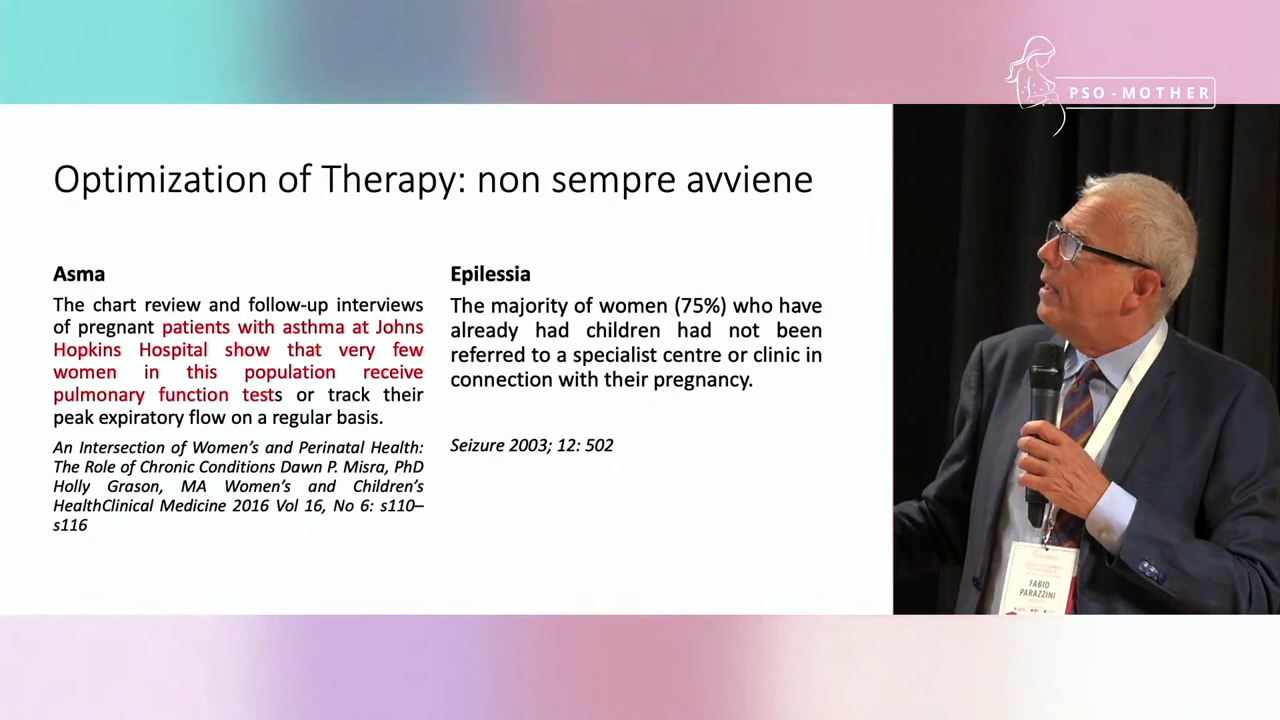 PSO-MOTHER
Optimization of Therapy: non sempre avviene
Asma
The chart review and follow-up interviews
of pregnant patients with asthma at Johns
Hopkins Hospital show that very few
women in this population receive
pulmonary function tests or track their
peak expiratory flow on a regular basis.
An Intersection of Women's and Perinatal Health:
The Role of Chronic Conditions Dawn P. Misra, PhD
Holly Grason, MA Women's and Children's
HealthClinical Medicine 2016 Vol 16, No 6: s110–
s116
Epilessia
The majority of women (75%) who have
already had children had not been
referred to a specialist centre or clinic in
connection with their pregnancy.
Seizure 2003; 12: 502
FABIO
PARAZZINI